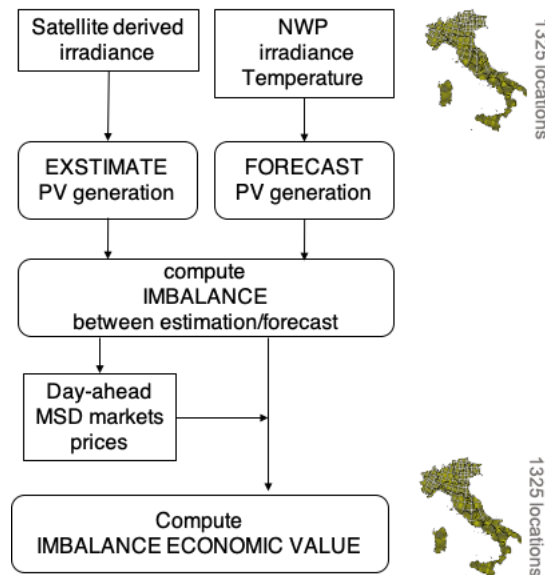 Satellite derived
irradiance
NWP
irradiance
Temperature
1325 locations
EXSTIMATE
PV generation
FORECAST
PV generation
compute
IMBALANCE
between estimation/forecast
Day-ahead
MSD markets
prices
Compute
IMBALANCE ECONOMIC VALUE
1325 locations